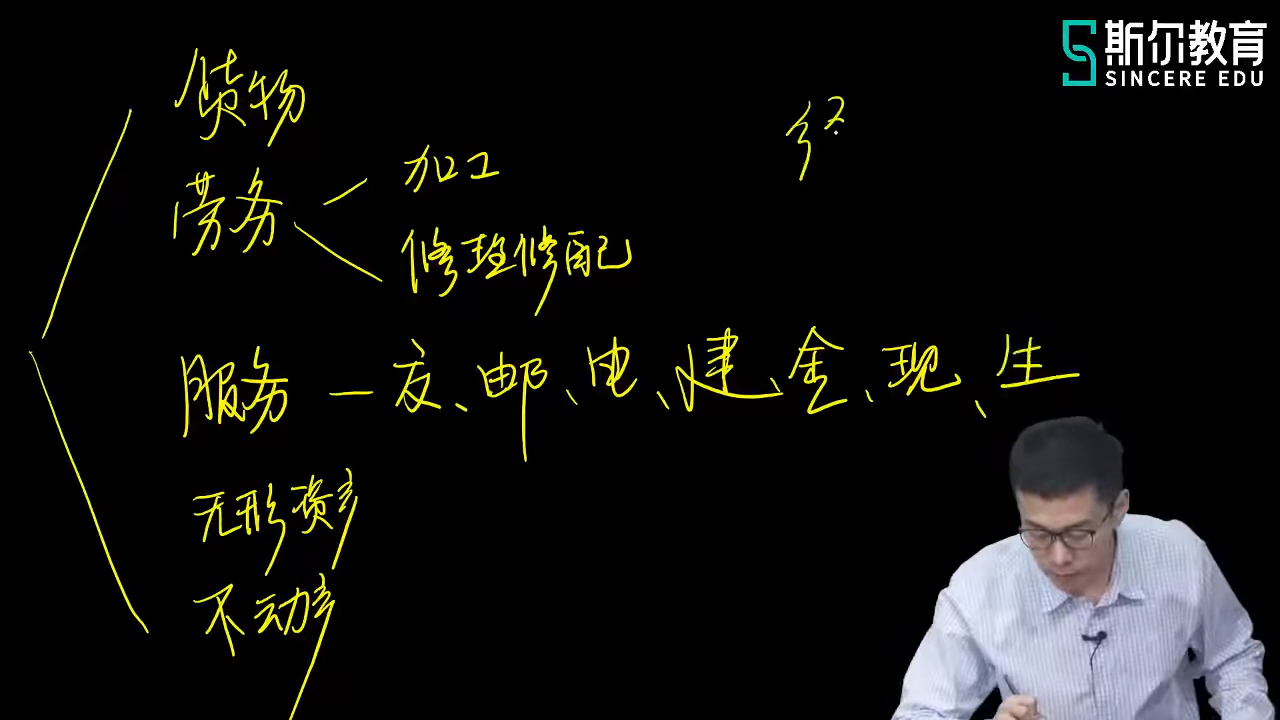 斯尔教育
SINCERE EDU
货物
劳务
加工
修理修配
服务 — 交、邮、电、建、金、现、生
无形资产
不动产